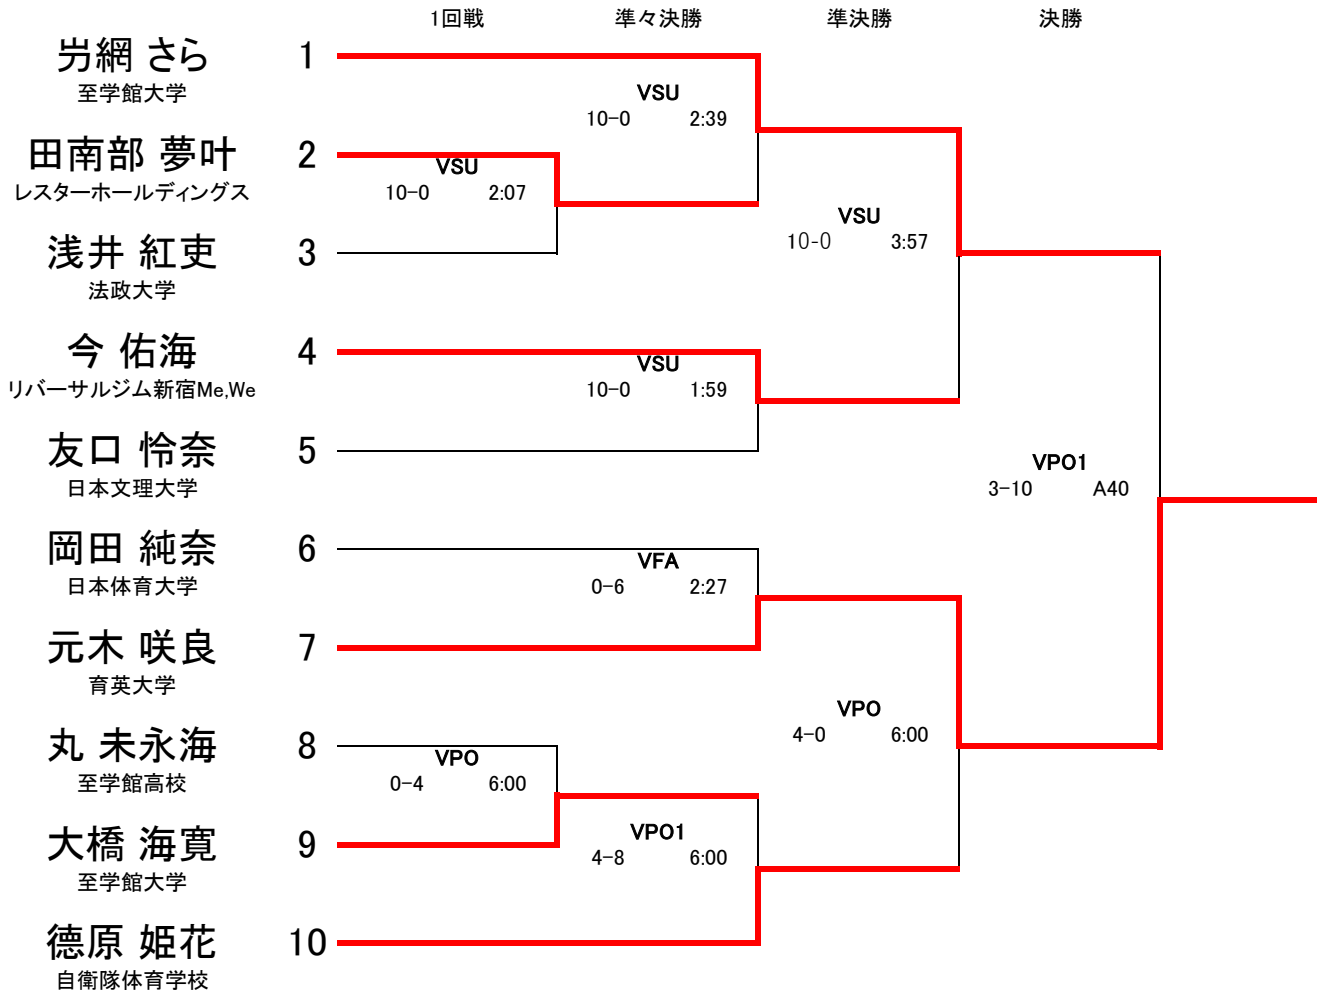 1回戦 準々決勝 準決勝 決勝
屶網 さら 1
至学館大学
VSU
10-0 2:39
田南部 夢叶 2
レスターホールディングス
VSU
10-0 2:07
VSU
10-0 3:57
浅井 紅吏 3
法政大学
今 佑海 4
リバーサルジム新宿Me,We
VSU
10-0 1:59
友口 怜奈 5
日本文理大学
VPO1
3-10 A40
岡田 純奈 6
日本体育大学
VFA
0-6 2:27
元木 咲良 7
育英大学
VPO
4-0 6:00
丸 未永海 8
至学館高校
VPO
0-4 6:00
大橋 海寛 9
至学館大学
VPO1
4-8 6:00
德原 姫花 10
自衛隊体育学校